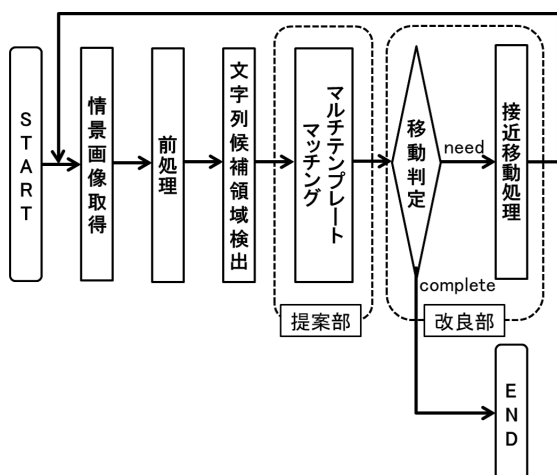 START
情景画像取得
前処理
文字列候補領域検出
マルチテンプレート
マッチング
移動判定
need
接近移動処理
complete
提案部
改良部
END